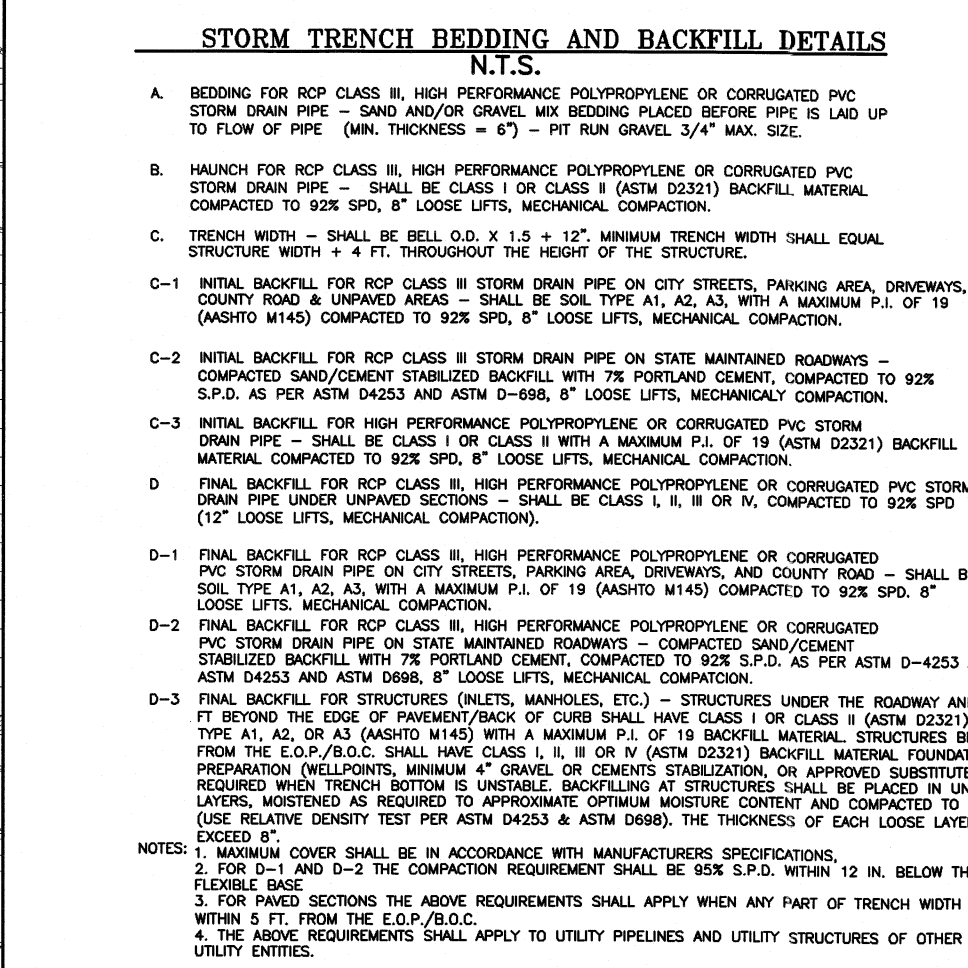 STORM TRENCH BEDDING AND BACKFILL DETAILS
N.T.S.
A. BEDDING FOR RCP CLASS III, HIGH PERFORMANCE POLYPROPYLENE OR CORRUGATED PVC
STORM DRAIN PIPE – SAND AND/OR GRAVEL MIX BEDDING PLACED BEFORE PIPE IS LAID UP
TO FLOW OF PIPE (MIN. THICKNESS = 6") – PIT RUN GRAVEL 3/4" MAX. SIZE.
B. HAUNCH FOR RCP CLASS III, HIGH PERFORMANCE POLYPROPYLENE OR CORRUGATED PVC
STORM DRAIN PIPE – SHALL BE CLASS I OR CLASS II (ASTM D2321) BACKFILL MATERIAL
COMPACTED TO 92% SPD, 8" LOOSE LIFTS, MECHANICAL COMPACTION.
C. TRENCH WIDTH – SHALL BE BELL O.D. X 1.5 + 12". MINIMUM TRENCH WIDTH SHALL EQUAL
STRUCTURE WIDTH + 4 FT. THROUGHOUT THE HEIGHT OF THE STRUCTURE.
C-1 INITIAL BACKFILL FOR RCP CLASS III STORM DRAIN PIPE ON CITY STREETS, PARKING AREA, DRIVEWAYS,
COUNTY ROAD & UNPAVED AREAS – SHALL BE SOIL TYPE A1, A2, A3, WITH A MAXIMUM P.I. OF 19
(AASHTO M145) COMPACTED TO 92% SPD, 8" LOOSE LIFTS, MECHANICAL COMPACTION.
C-2 INITIAL BACKFILL FOR RCP CLASS III STORM DRAIN PIPE ON STATE MAINTAINED ROADWAYS –
COMPACTED SAND/CEMENT STABILIZED BACKFILL WITH 7% PORTLAND CEMENT, COMPACTED TO 92%
S.P.D. AS PER ASTM D4253 AND ASTM D-698, 8" LOOSE LIFTS, MECHANICALY COMPACTION.
C-3 INITIAL BACKFILL FOR HIGH PERFORMANCE POLYPROPYLENE OR CORRUGATED PVC STORM
DRAIN PIPE – SHALL BE CLASS I OR CLASS II WITH A MAXIMUM P.I. OF 19 (ASTM D2321) BACKFILL
MATERIAL COMPACTED TO 92% SPD, 8" LOOSE LIFTS, MECHANICAL COMPACTION.
D FINAL BACKFILL FOR RCP CLASS III, HIGH PERFORMANCE POLYPROPYLENE OR CORRUGATED PVC STORM
DRAIN PIPE UNDER UNPAVED SECTIONS – SHALL BE CLASS I, II, III OR IV, COMPACTED TO 92% SPD
(12" LOOSE LIFTS, MECHANICAL COMPACTION).
D-1 FINAL BACKFILL FOR RCP CLASS III, HIGH PERFORMANCE POLYPROPYLENE OR CORRUGATED
PVC STORM DRAIN PIPE ON CITY STREETS, PARKING AREA, DRIVEWAYS, AND COUNTY ROAD – SHALL B
SOIL TYPE A1, A2, A3, WITH A MAXIMUM P.I. OF 19 (AASHTO M145) COMPACTED TO 92% SPD. 8"
LOOSE LIFTS. MECHANICAL COMPACTION.
D-2 FINAL BACKFILL FOR RCP CLASS III, HIGH PERFORMANCE POLYPROPYLENE OR CORRUGATED
PVC STORM DRAIN PIPE ON STATE MAINTAINED ROADWAYS – COMPACTED SAND/CEMENT
STABILIZED BACKFILL WITH 7% PORTLAND CEMENT, COMPACTED TO 92% S.P.D. AS PER ASTM D-4253
ASTM D4253 AND ASTM D698, 8" LOOSE LIFTS, MECHANICAL COMPATCION.
D-3 FINAL BACKFILL FOR STRUCTURES (INLETS, MANHOLES, ETC.) – STRUCTURES UNDER THE ROADWAY AN
FT BEYOND THE EDGE OF PAVEMENT/BACK OF CURB SHALL HAVE CLASS I OR CLASS II (ASTM D2321)
TYPE A1, A2, OR A3 (AASHTO M145) WITH A MAXIMUM P.I. OF 19 BACKFILL MATERIAL. STRUCTURES BE
FROM THE E.O.P./B.O.C. SHALL HAVE CLASS I, II, III OR IV (ASTM D2321) BACKFILL MATERIAL FOUNDAT
PREPARATION (WELLPOINTS, MINIMUM 4" GRAVEL OR CEMENTS STABILIZATION, OR APPROVED SUBSTITUTE
REQUIRED WHEN TRENCH BOTTOM IS UNSTABLE. BACKFILLING AT STRUCTURES SHALL BE PLACED IN UN
LAYERS, MOISTENED AS REQUIRED TO APPROXIMATE OPTIMUM MOISTURE CONTENT AND COMPACTED TO
(USE RELATIVE DENSITY TEST PER ASTM D4253 & ASTM D698). THE THICKNESS OF EACH LOOSE LAYE
EXCEED 8".
NOTES: 1. MAXIMUM COVER SHALL BE IN ACCORDANCE WITH MANUFACTURERS SPECIFICATIONS,
2. FOR D-1 AND D-2 THE COMPACTION REQUIREMENT SHALL BE 95% S.P.D. WITHIN 12 IN. BELOW TH
FLEXIBLE BASE
3. FOR PAVED SECTIONS THE ABOVE REQUIREMENTS SHALL APPLY WHEN ANY PART OF TRENCH WIDTH
WITHIN 5 FT. FROM THE E.O.P./B.O.C.
4. THE ABOVE REQUIREMENTS SHALL APPLY TO UTILITY PIPELINES AND UTILITY STRUCTURES OF OTHER
UTILITY ENTITIES.